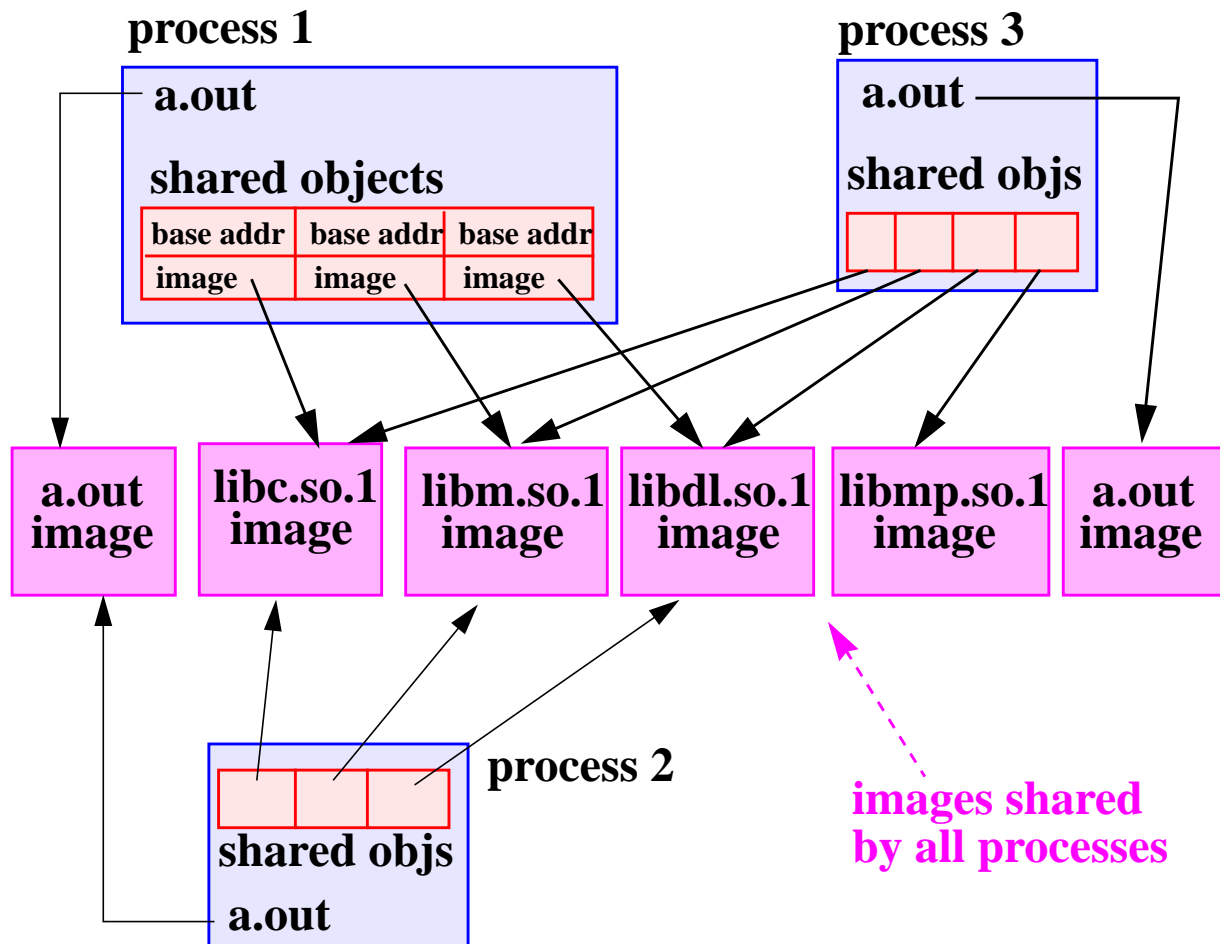 process 1
a.out
shared objects
base addr base addr base addr
image image image
process 3
a.out
shared objs
a.out
image
libc.so.1
image
libm.so.1
image
libdl.so.1
image
libmp.so.1
image
a.out
image
process 2
shared objs
a.out
images shared
by all processes